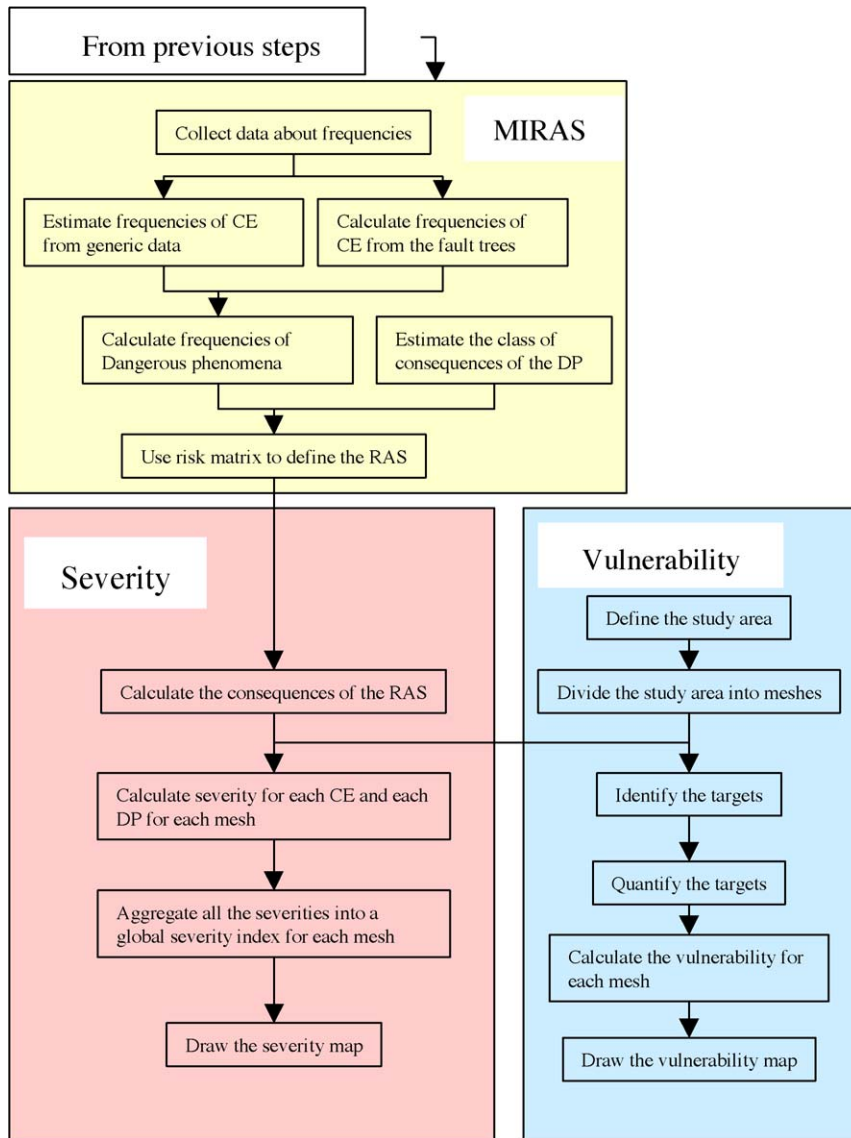 From previous steps
MIRAS
Collect data about frequencies
Estimate frequencies of CE
from generic data
Calculate frequencies of
CE from the fault trees
Calculate frequencies of
Dangerous phenomena
Estimate the class of
consequences of the DP
Use risk matrix to define the RAS
Severity
Calculate the consequences of the RAS
Calculate severity for each CE and each
DP for each mesh
Aggregate all the severities into a
global severity index for each mesh
Draw the severity map
Vulnerability
Define the study area
Divide the study area into meshes
Identify the targets
Quantify the targets
Calculate the vulnerability for
each mesh
Draw the vulnerability map